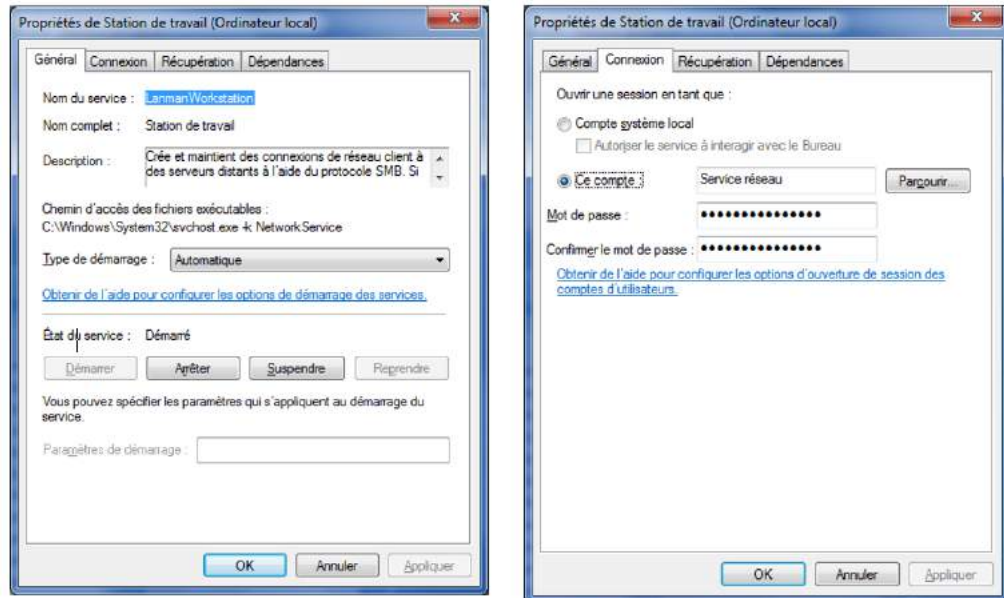 Propriétés de Station de travail (Ordinateur local)
Général Connexion Récupération Dépendances
Nom du service : LanmanWorkstation
Nom complet : Station de travail
Description : Crée et maintient des connexions de réseau client à
des serveurs distants à l'aide du protocole SMB. Si
Chemin d'accès des fichiers exécutables :
C:\Windows\System32\svchost.exe -k NetworkService
Type de démarrage : Automatique
Obtenir de l'aide pour configurer les options de démarrage des services.
État du service : Démarré
Démarrer Arrêter Suspendre Reprendre
Vous pouvez spécifier les paramètres qui s'appliquent au démarrage du
service.
Paramètres de démarrage :
OK Annuler Appliquer
Propriétés de Station de travail (Ordinateur local)
Général Connexion Récupération Dépendances
Ouvrir une session en tant que :
Compte système local
Autoriser le service à interagir avec le Bureau
Ce compte : Service réseau Parcourir...
Mot de passe : •••••••••••••••
Confirmer le mot de passe : •••••••••••••••
Obtenir de l'aide pour configurer les options d'ouverture de session des
comptes d'utilisateurs.
OK Annuler Appliquer